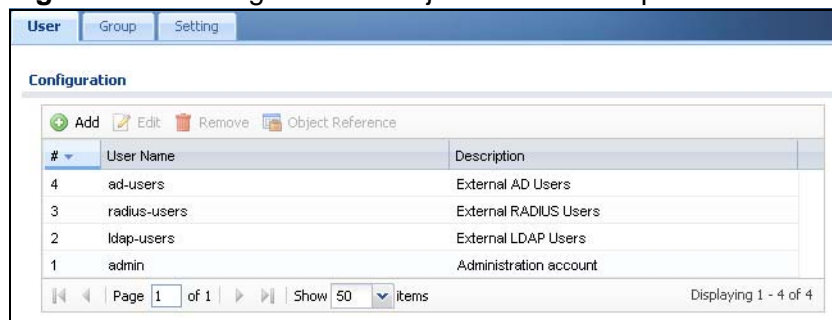 User Group Setting
Configuration
Add Edit Remove Object Reference
# User Name Description
4 ad-users External AD Users
3 radius-users External RADIUS Users
2 ldap-users External LDAP Users
1 admin Administration account
Page 1 of 1 Show 50 items Displaying 1 - 4 of 4